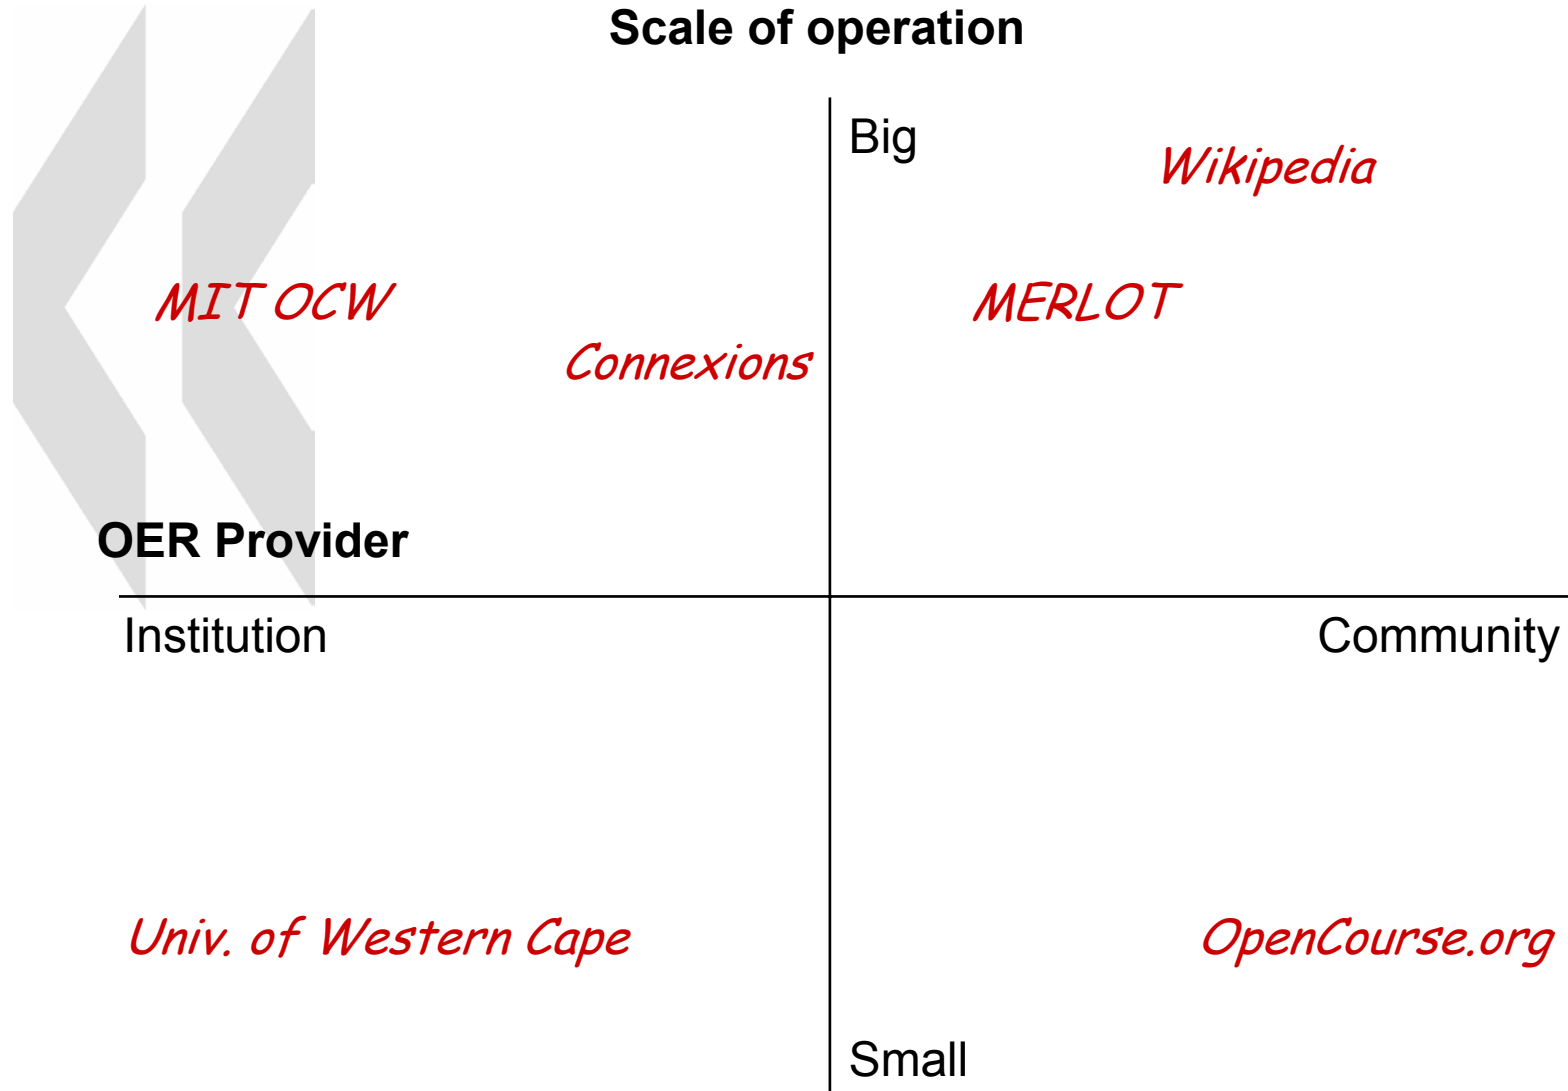 Scale of operation
Big
Wikipedia
MIT OCW
MERLOT
Connexions
OER Provider
Institution
Community
Univ. of Western Cape
OpenCourse.org
Small